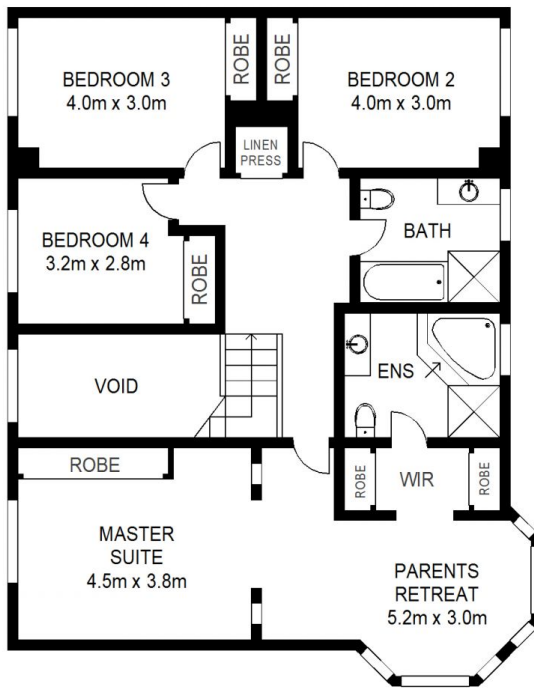 BEDROOM 3
4.0m x 3.0m
ROBE
ROBE
BEDROOM 2
4.0m x 3.0m
LINEN
PRESS
BEDROOM 4
3.2m x 2.8m
ROBE
BATH
VOID
ENS
ROBE
ROBE
WIR
ROBE
MASTER
SUITE
4.5m x 3.8m
PARENTS
RETREAT
5.2m x 3.0m